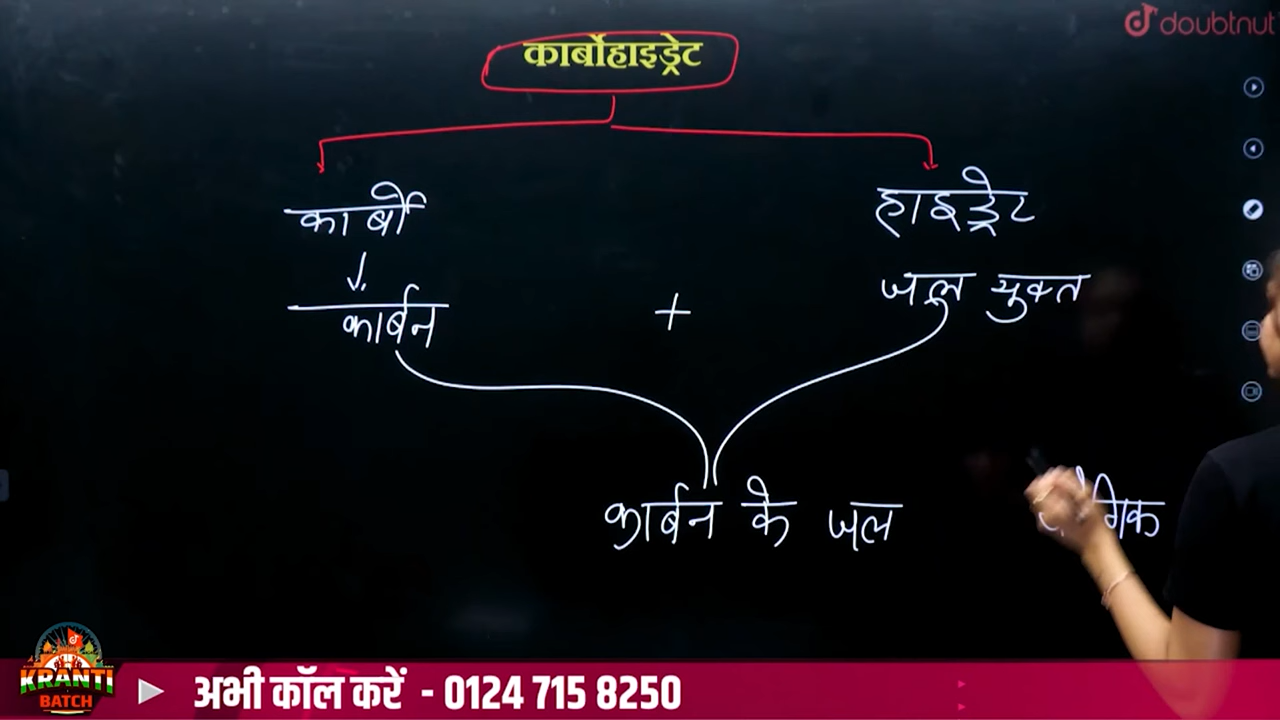 doubtnut
कार्बोहाइड्रेट
कार्बो
हाइड्रेट
कार्बन
+
जल युक्त
कार्बन के जल
KRANTI
BATCH
अभी कॉल करें - 0124 715 8250